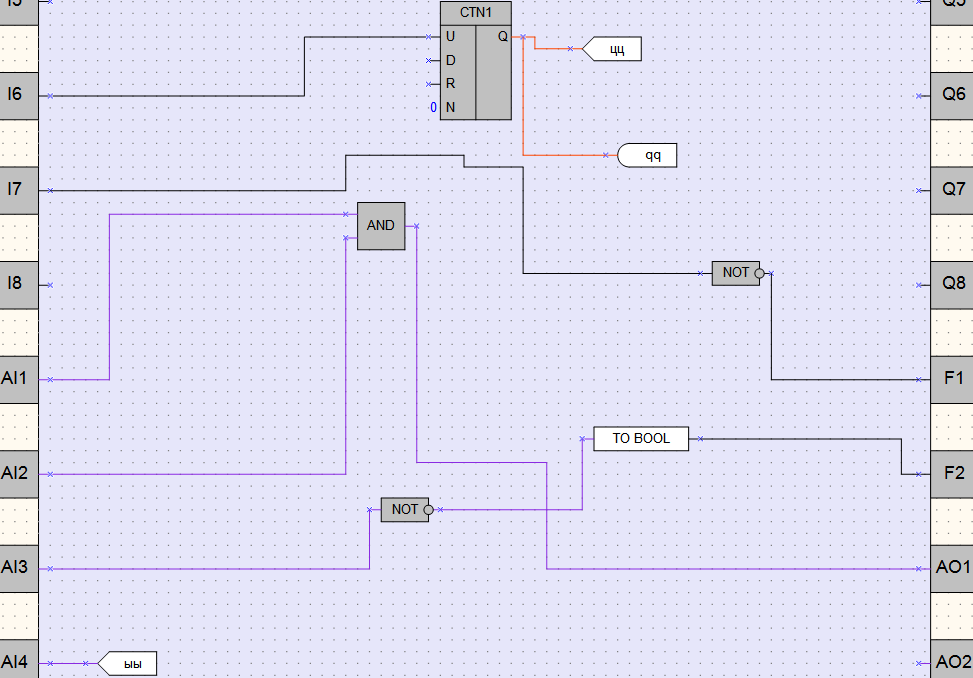 I5
Q5
CTN1
U
Q
цц
D
I6
R
Q6
0
N
qq
I7
Q7
AND
NOT
I8
Q8
AI1
F1
TO BOOL
AI2
F2
NOT
AI3
AO1
AI4
ыы
AO2